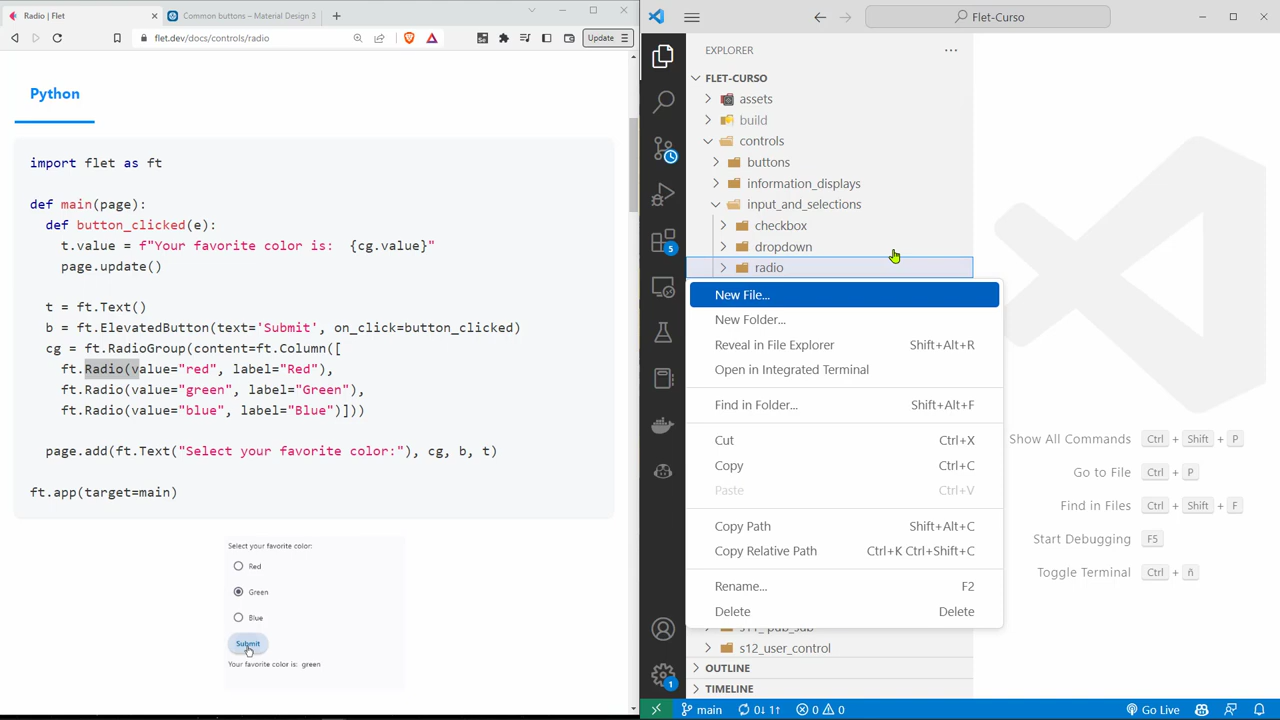 Radio | Flet
Common buttons – Material Design 3
flet.dev/docs/controls/radio
Update
Python
import flet as ft
def main(page):
def button_clicked(e):
t.value = f"Your favorite color is:  {cg.value}"
page.update()
t = ft.Text()
b = ft.ElevatedButton(text='Submit', on_click=button_clicked)
cg = ft.RadioGroup(content=ft.Column([
ft.Radio(value="red", label="Red"),
ft.Radio(value="green", label="Green"),
ft.Radio(value="blue", label="Blue")]))
page.add(ft.Text("Select your favorite color:"), cg, b, t)
ft.app(target=main)
Select your favorite color:
Red
Green
Blue
Submit
Your favorite color is:  green
Flet-Curso
EXPLORER
FLET-CURSO
assets
build
controls
buttons
information_displays
input_and_selections
checkbox
dropdown
radio
New File...
New Folder...
Reveal in File Explorer Shift+Alt+R
Open in Integrated Terminal
Find in Folder... Shift+Alt+F
Cut Ctrl+X
Copy Ctrl+C
Paste Ctrl+V
Copy Path Shift+Alt+C
Copy Relative Path Ctrl+K Ctrl+Shift+C
Rename... F2
Delete Delete
s12_user_control
OUTLINE
TIMELINE
5
1
Show All Commands Ctrl + Shift + P
Go to File Ctrl + P
Find in Files Ctrl + Shift + F
Start Debugging F5
Toggle Terminal Ctrl + ñ
main 0↓ 1↑ 0 0
Go Live